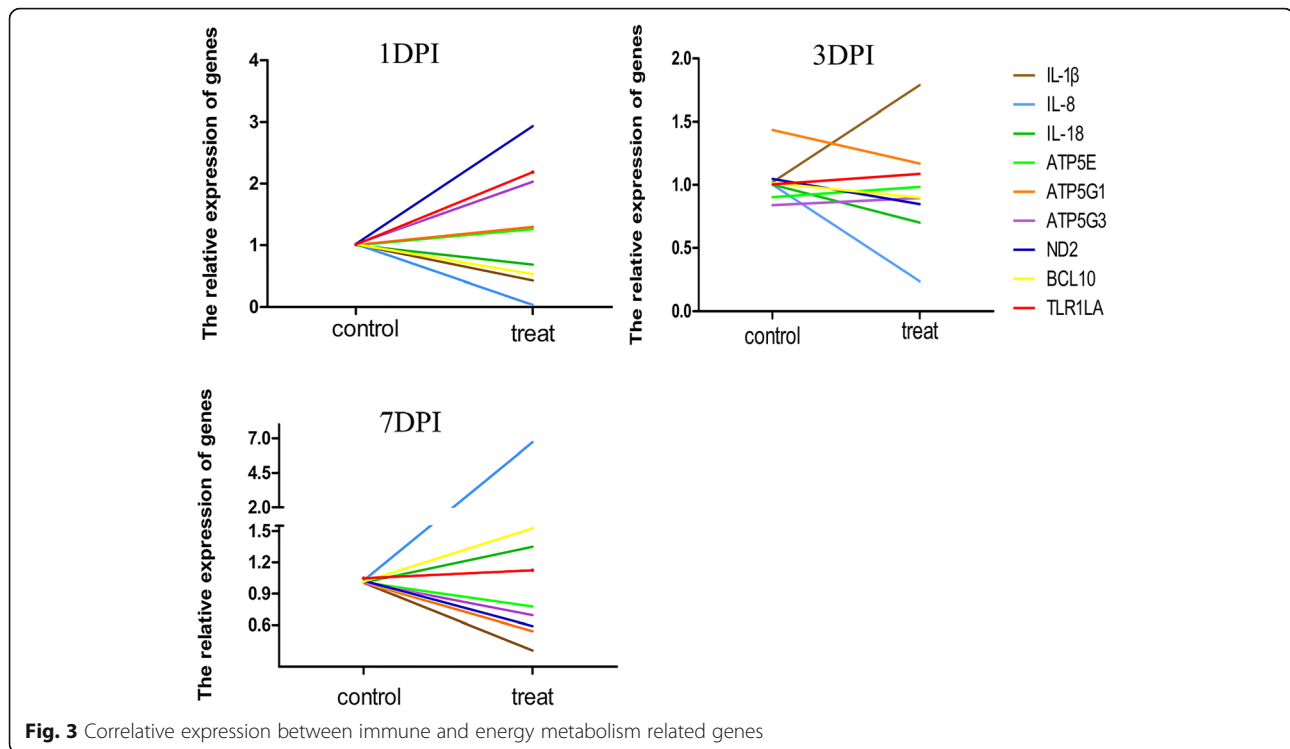 1DPI
The relative expression of genes
4
3
2
1
0
control
treat
3DPI
The relative expression of genes
2.0
1.5
1.0
0.5
0.0
control
treat
IL-1β
IL-8
IL-18
ATP5E
ATP5G1
ATP5G3
ND2
BCL10
TLR1LA
7DPI
The relative expression of genes
7.0
4.5
2.0
1.5
1.2
0.9
0.6
control
treat
Fig. 3 Correlative expression between immune and energy metabolism related genes